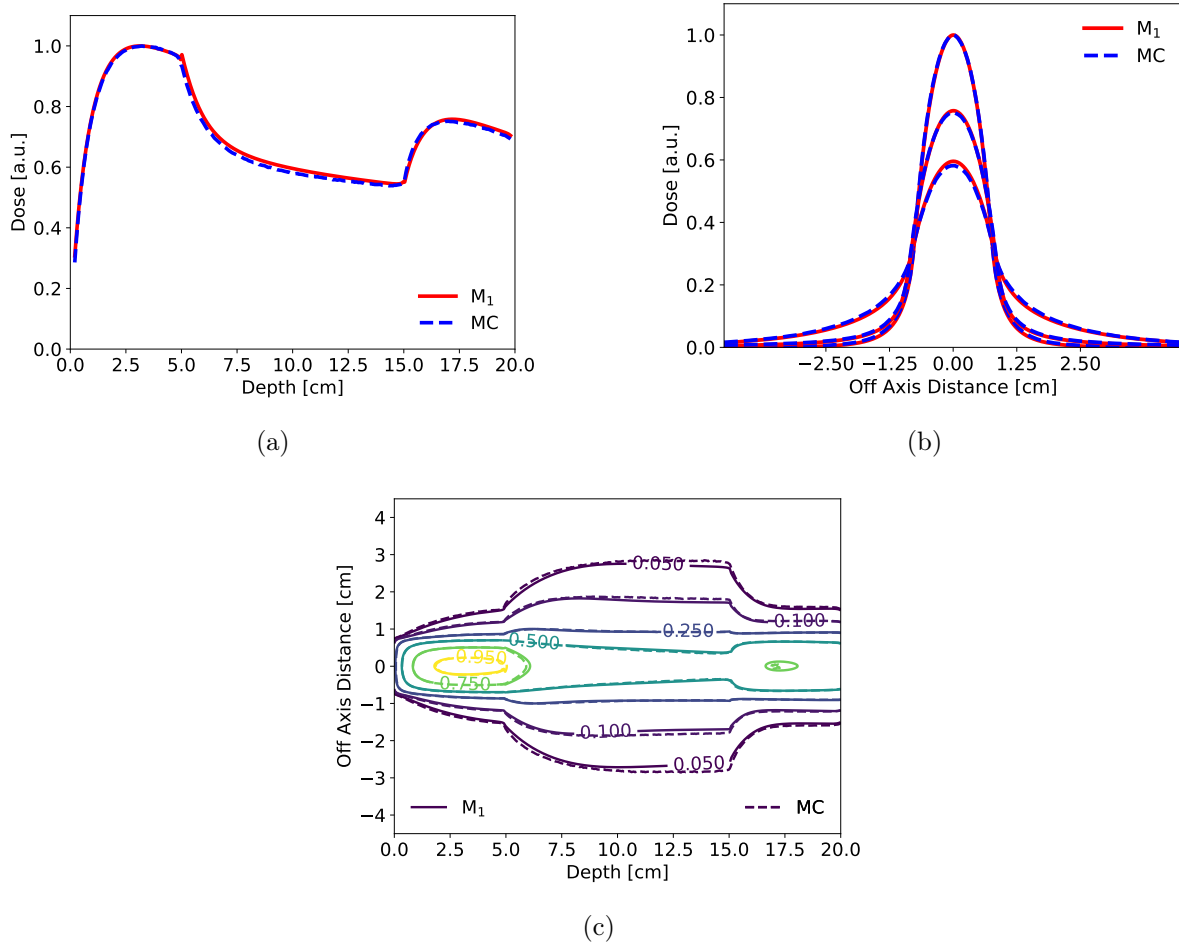 1.0
0.8
0.6
0.4
0.2
0.0
Dose [a.u.]
0.0 2.5 5.0 7.5 10.0 12.5 15.0 17.5 20.0
Depth [cm]
M₁
MC
(a)
1.0
0.8
0.6
0.4
0.2
0.0
Dose [a.u.]
−2.50 −1.25 0.00 1.25 2.50
Off Axis Distance [cm]
M₁
MC
(b)
4
3
2
1
0
−1
−2
−3
−4
Off Axis Distance [cm]
0.050
0.100
0.250
0.500
0.950
0.750
0.100
0.050
M₁
MC
0.0 2.5 5.0 7.5 10.0 12.5 15.0 17.5 20.0
Depth [cm]
(c)